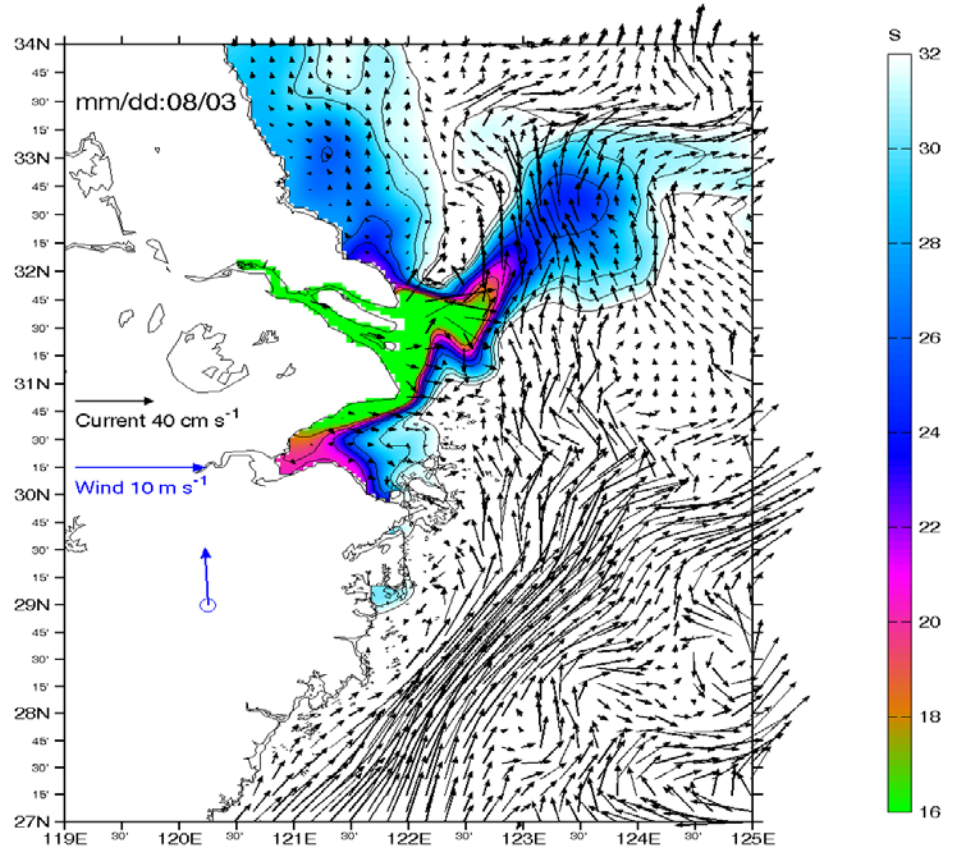 S
34N
32
45'
mm/dd:08/03
30'
15'
30
33N
45'
30'
28
15'
32N
45'
26
30'
15'
31N
24
45'
Current 40 cm s⁻¹
30'
15'
Wind 10 m s⁻¹
30N
22
45'
30'
15'
29N
20
45'
30'
15'
18
28N
45'
30'
15'
16
27N
119E 30' 120E 30' 121E 30' 122E 30' 123E 30' 124E 30' 125E